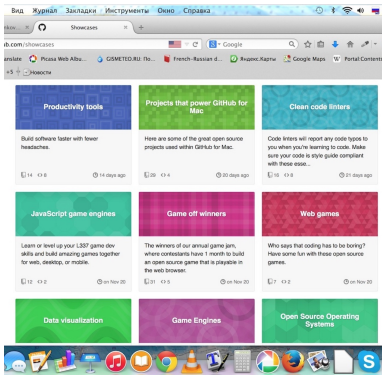 Вид Журнал Закладки Инструменты Окно Справка
Showcases
ub.com/showcases
Google
anslate Picasa Web Albu... GISMETEO.RU: По... French-Russian d... Яндекс.Карты Google Maps Portal:Contents
+5 Новости
Productivity tools
Build software faster with fewer
headaches.
14 8 14 days ago
Projects that power GitHub for
Mac
Here are some of the great open source
projects used within GitHub for Mac.
29 4 20 days ago
Clean code linters
Code linters will report any code typos to
you when you're learning to code. Make
sure your code is style guide compliant
with these esse...
15 8 21 days ago
JavaScript game engines
Learn or level up your L337 game dev
skills and build amazing games together
for web, desktop, or mobile.
12 2 on Nov 20
Game off winners
The winners of our annual game jam,
where contestants have 1 month to build
an open source game that is playable in
the web browser.
31 5 on Nov 20
Web games
Who says that coding has to be boring?
Have some fun with these open source
games.
7 2 on Nov 20
Data visualization
Game Engines
Open Source Operating
Systems